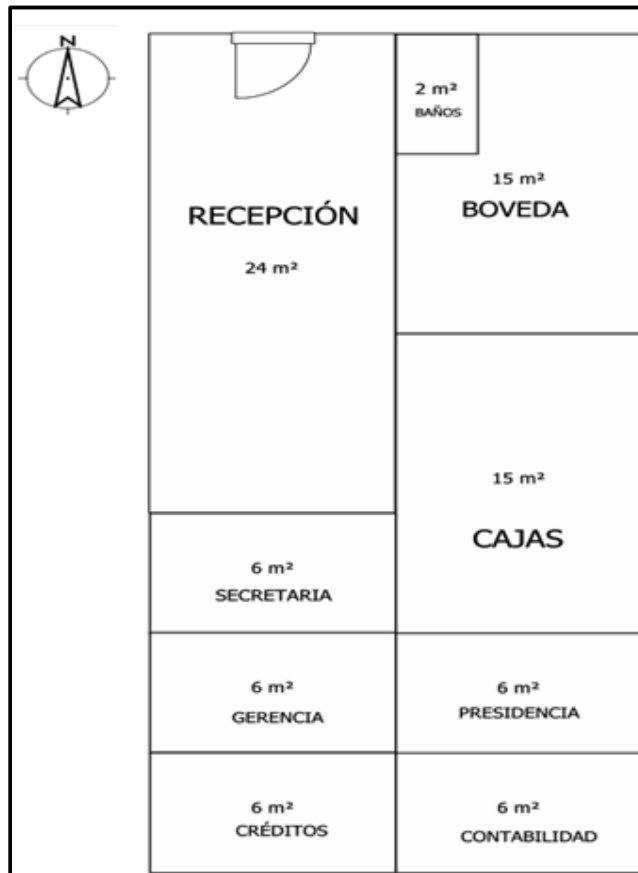 N
2 m²
BAÑOS
15 m²
BOVEDA
RECEPCIÓN
24 m²
15 m²
CAJAS
6 m²
SECRETARIA
6 m²
GERENCIA
6 m²
PRESIDENCIA
6 m²
CRÉDITOS
6 m²
CONTABILIDAD